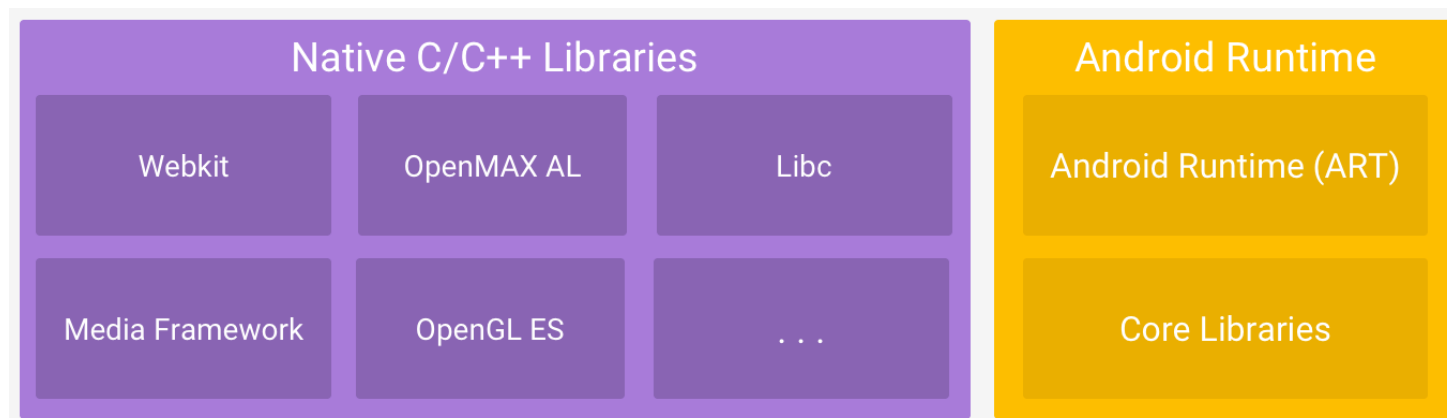 Native C/C++ Libraries
Webkit
OpenMAX AL
Libc
Media Framework
OpenGL ES
. . .
Android Runtime
Android Runtime (ART)
Core Libraries